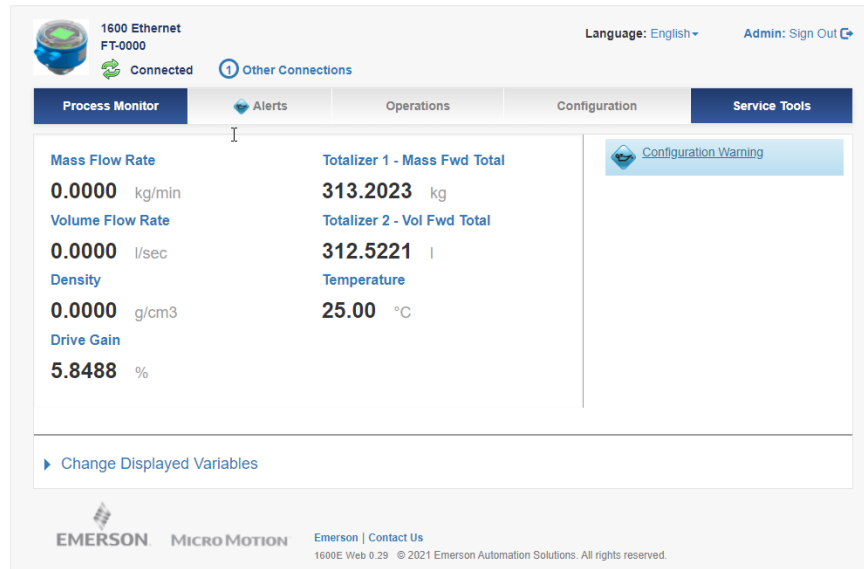 1600 Ethernet
FT-0000
Connected
1 Other Connections
Language: English
Admin: Sign Out
Process Monitor
Alerts
Operations
Configuration
Service Tools
Mass Flow Rate
0.0000 kg/min
Volume Flow Rate
0.0000 l/sec
Density
0.0000 g/cm3
Drive Gain
5.8488 %
Totalizer 1 - Mass Fwd Total
313.2023 kg
Totalizer 2 - Vol Fwd Total
312.5221 l
Temperature
25.00 °C
Configuration Warning
Change Displayed Variables
EMERSON.
MICRO MOTION
Emerson | Contact Us
1600E Web 0.29 © 2021 Emerson Automation Solutions. All rights reserved.